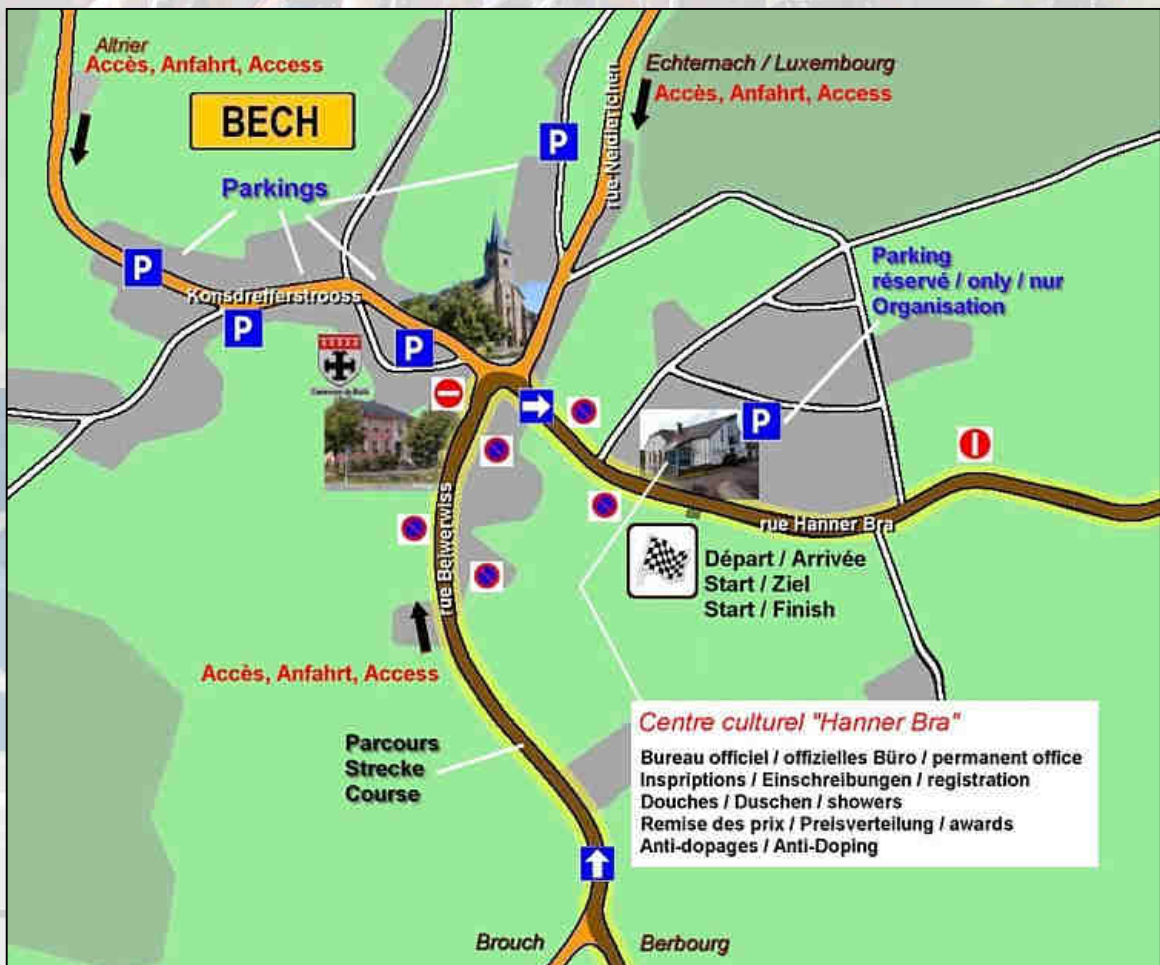 Altrier
Accès, Anfahrt, Access
BECH
Echternach / Luxembourg
Accès, Anfahrt, Access
rue Neidierichen
P
Parkings
P
Konsdrefferstrooss
P
P
Parking
réservé / only / nur
Organisation
P
rue Hanner Bra
rue Beiwerwiss
Départ / Arrivée
Start / Ziel
Start / Finish
Accès, Anfahrt, Access
Parcours
Strecke
Course
Centre culturel "Hanner Bra"
Bureau officiel / offizielles Büro / permanent office
Inspriptions / Einschreibungen / registration
Douches / Duschen / showers
Remise des prix / Preisverteilung / awards
Anti-dopages / Anti-Doping
Brouch
Berbourg